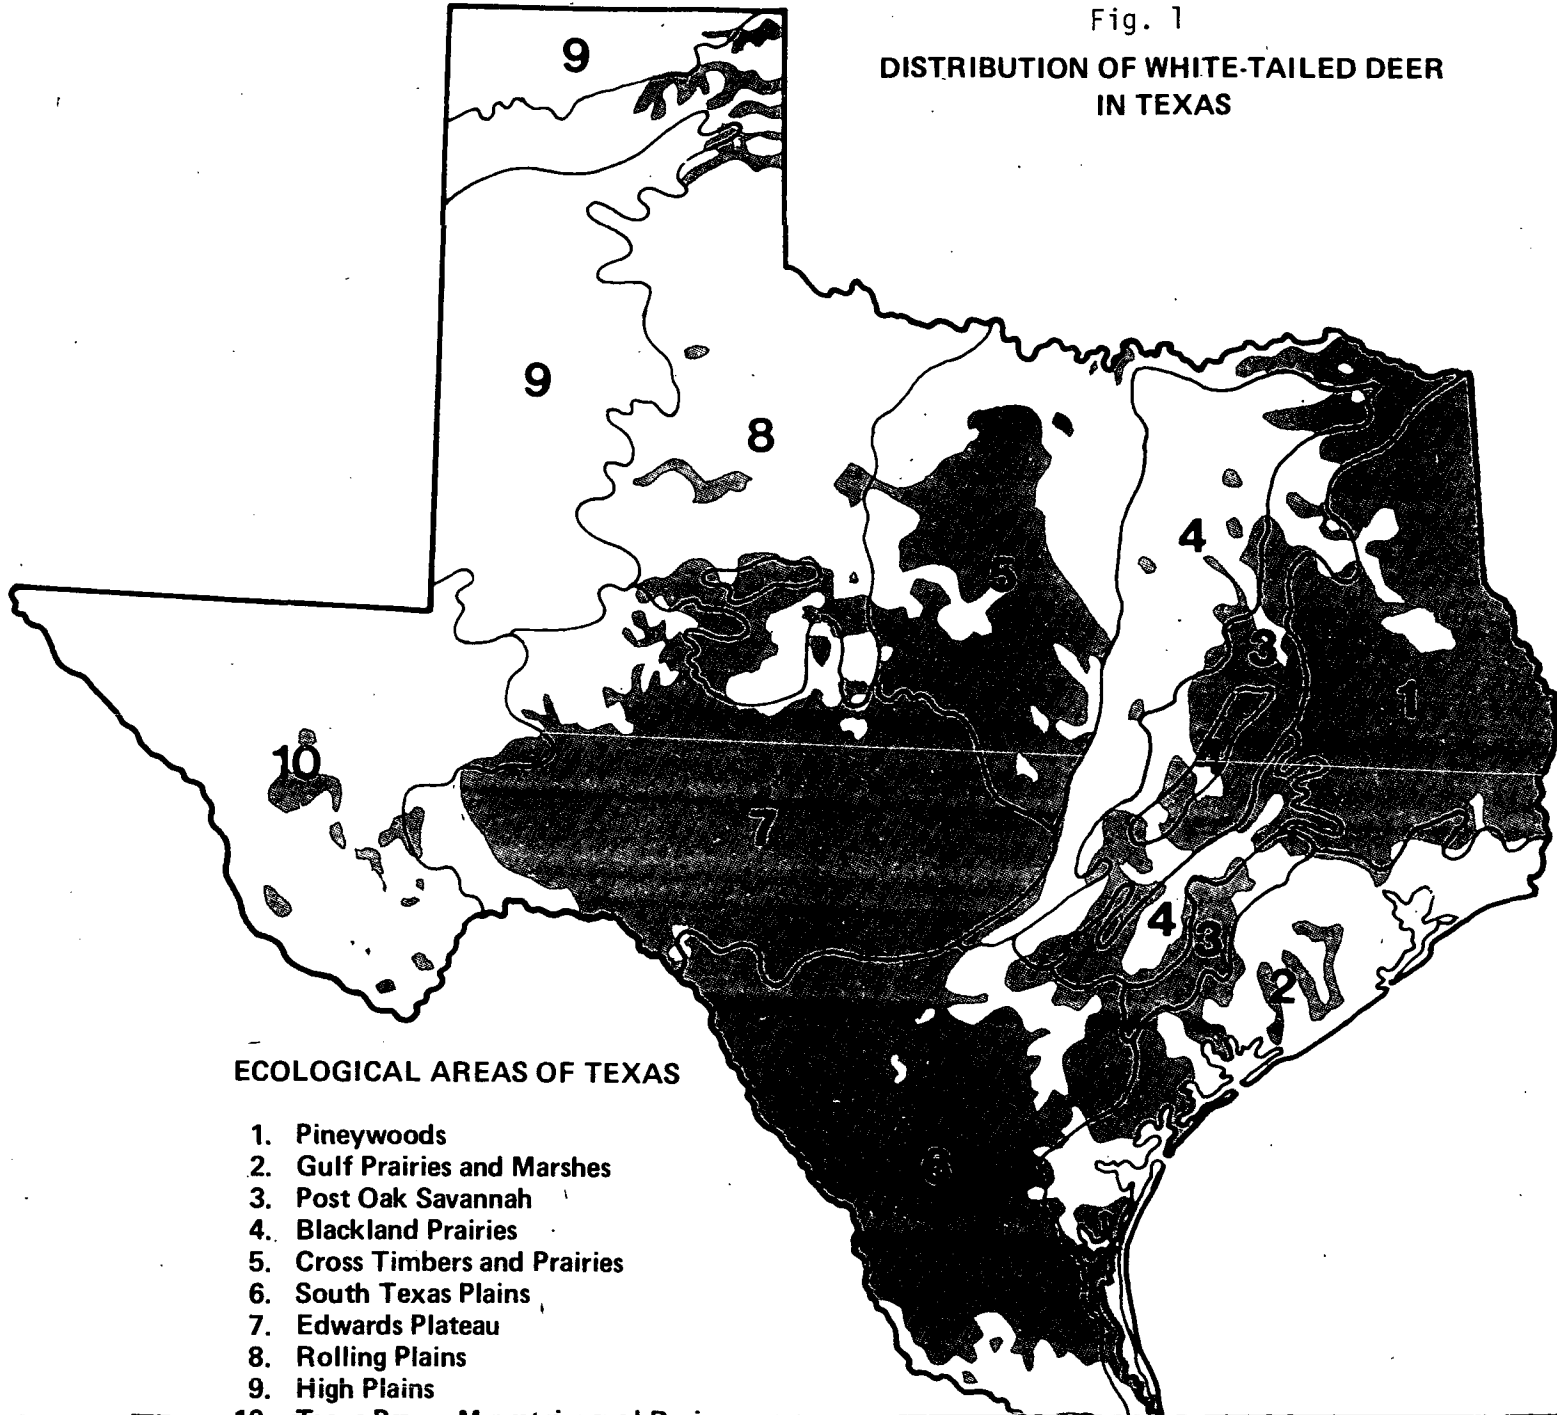 Fig. 1
DISTRIBUTION OF WHITE-TAILED DEER
IN TEXAS
9
9
8
5
4
3
1
10
7
4
3
2
6
ECOLOGICAL AREAS OF TEXAS
1. Pineywoods
2. Gulf Prairies and Marshes
3. Post Oak Savannah
4. Blackland Prairies
5. Cross Timbers and Prairies
6. South Texas Plains
7. Edwards Plateau
8. Rolling Plains
9. High Plains